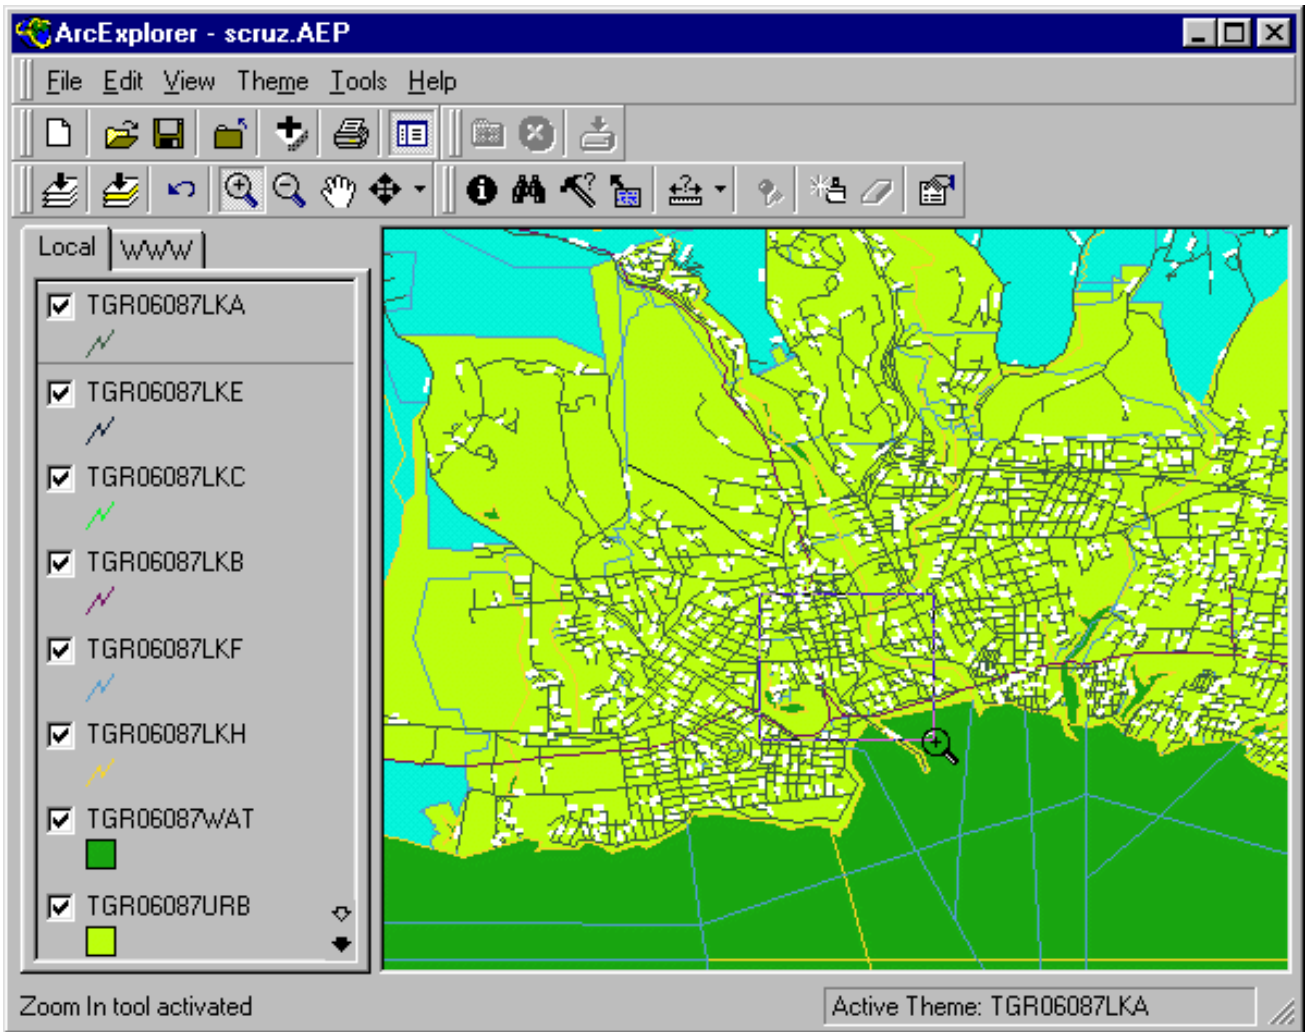 ArcExplorer - scruz.AEP
File Edit View Theme Tools Help
Local WWW
TGR06087LKA
TGR06087LKE
TGR06087LKC
TGR06087LKB
TGR06087LKF
TGR06087LKH
TGR06087WAT
TGR06087URB
Zoom In tool activated
Active Theme: TGR06087LKA